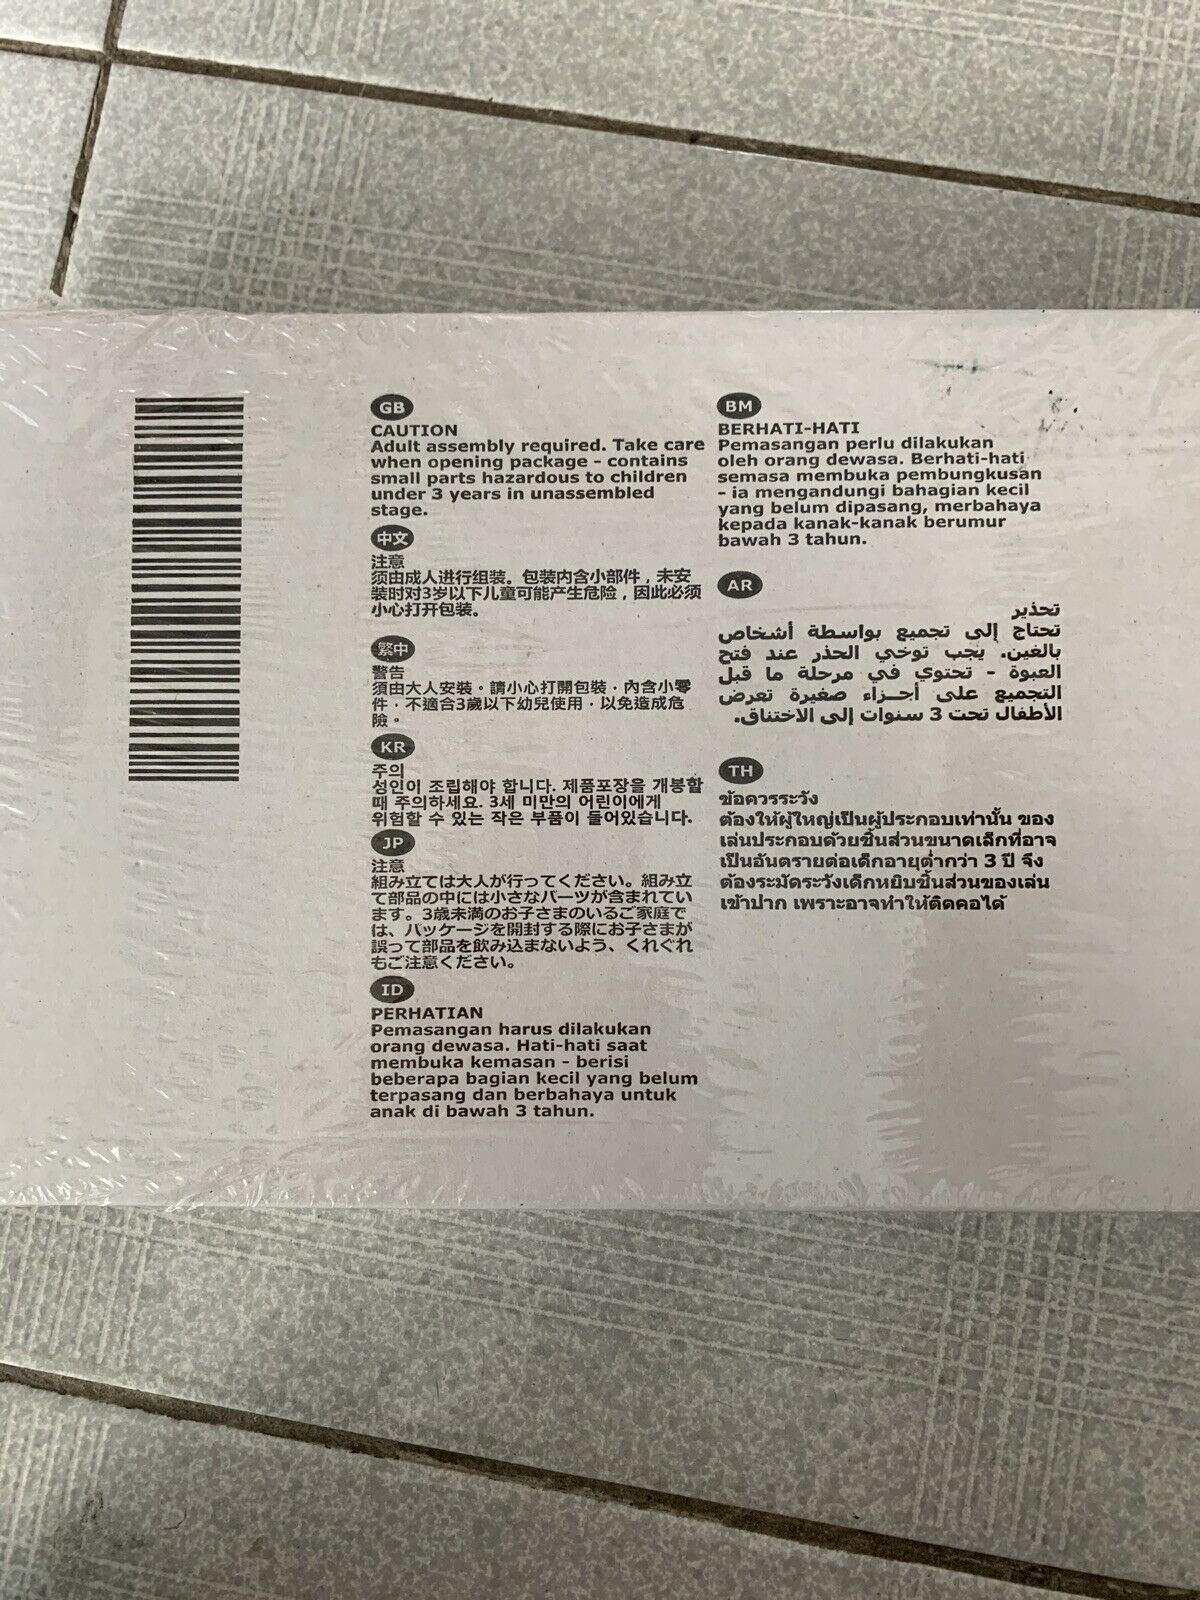 GB
CAUTION
Adult assembly required. Take care
when opening package - contains
small parts hazardous to children
under 3 years in unassembled
stage.
中文
注意
须由成人进行组装。包装内含小部件，未安
装时对3岁以下儿童可能产生危险，因此必须
小心打开包装。
繁中
警告
須由大人安裝。請小心打開包裝，內含小零
件，不適合3歲以下幼兒使用，以免造成危
險。
KR
주의
성인이 조립해야 합니다. 제품포장을 개봉할
때 주의하세요. 3세 미만의 어린이에게
위험할 수 있는 작은 부품이 들어있습니다.
JP
注意
組み立ては大人が行ってください。組み立
て部品の中には小さなパーツが含まれてい
ます。3歳未満のお子さまのいるご家庭で
は、パッケージを開封する際にお子さまが
誤って部品を飲み込まないよう、くれぐれ
もご注意ください。
ID
PERHATIAN
Pemasangan harus dilakukan
orang dewasa. Hati-hati saat
membuka kemasan - berisi
beberapa bagian kecil yang belum
terpasang dan berbahaya untuk
anak di bawah 3 tahun.
BM
BERHATI-HATI
Pemasangan perlu dilakukan
oleh orang dewasa. Berhati-hati
semasa membuka pembungkusan
- ia mengandungi bahagian kecil
yang belum dipasang, merbahaya
kepada kanak-kanak berumur
bawah 3 tahun.
AR
تحذير
تحتاج إلى تجميع بواسطة أشخاص
بالغين. يجب توخي الحذر عند فتح
العبوة - تحتوي في مرحلة ما قبل
التجميع على أجــزاء صغيرة تعرض
الأطفال تحت 3 سنوات إلى الاختناق.
TH
ข้อควรระวัง
ต้องให้ผู้ใหญ่เป็นผู้ประกอบเท่านั้น ของ
เล่นประกอบด้วยชิ้นส่วนขนาดเล็กที่อาจ
เป็นอันตรายต่อเด็กอายุต่ำกว่า 3 ปี จึง
ต้องระมัดระวังเด็กหยิบชิ้นส่วนของเล่น
เข้าปาก เพราะอาจทำให้ติดคอได้